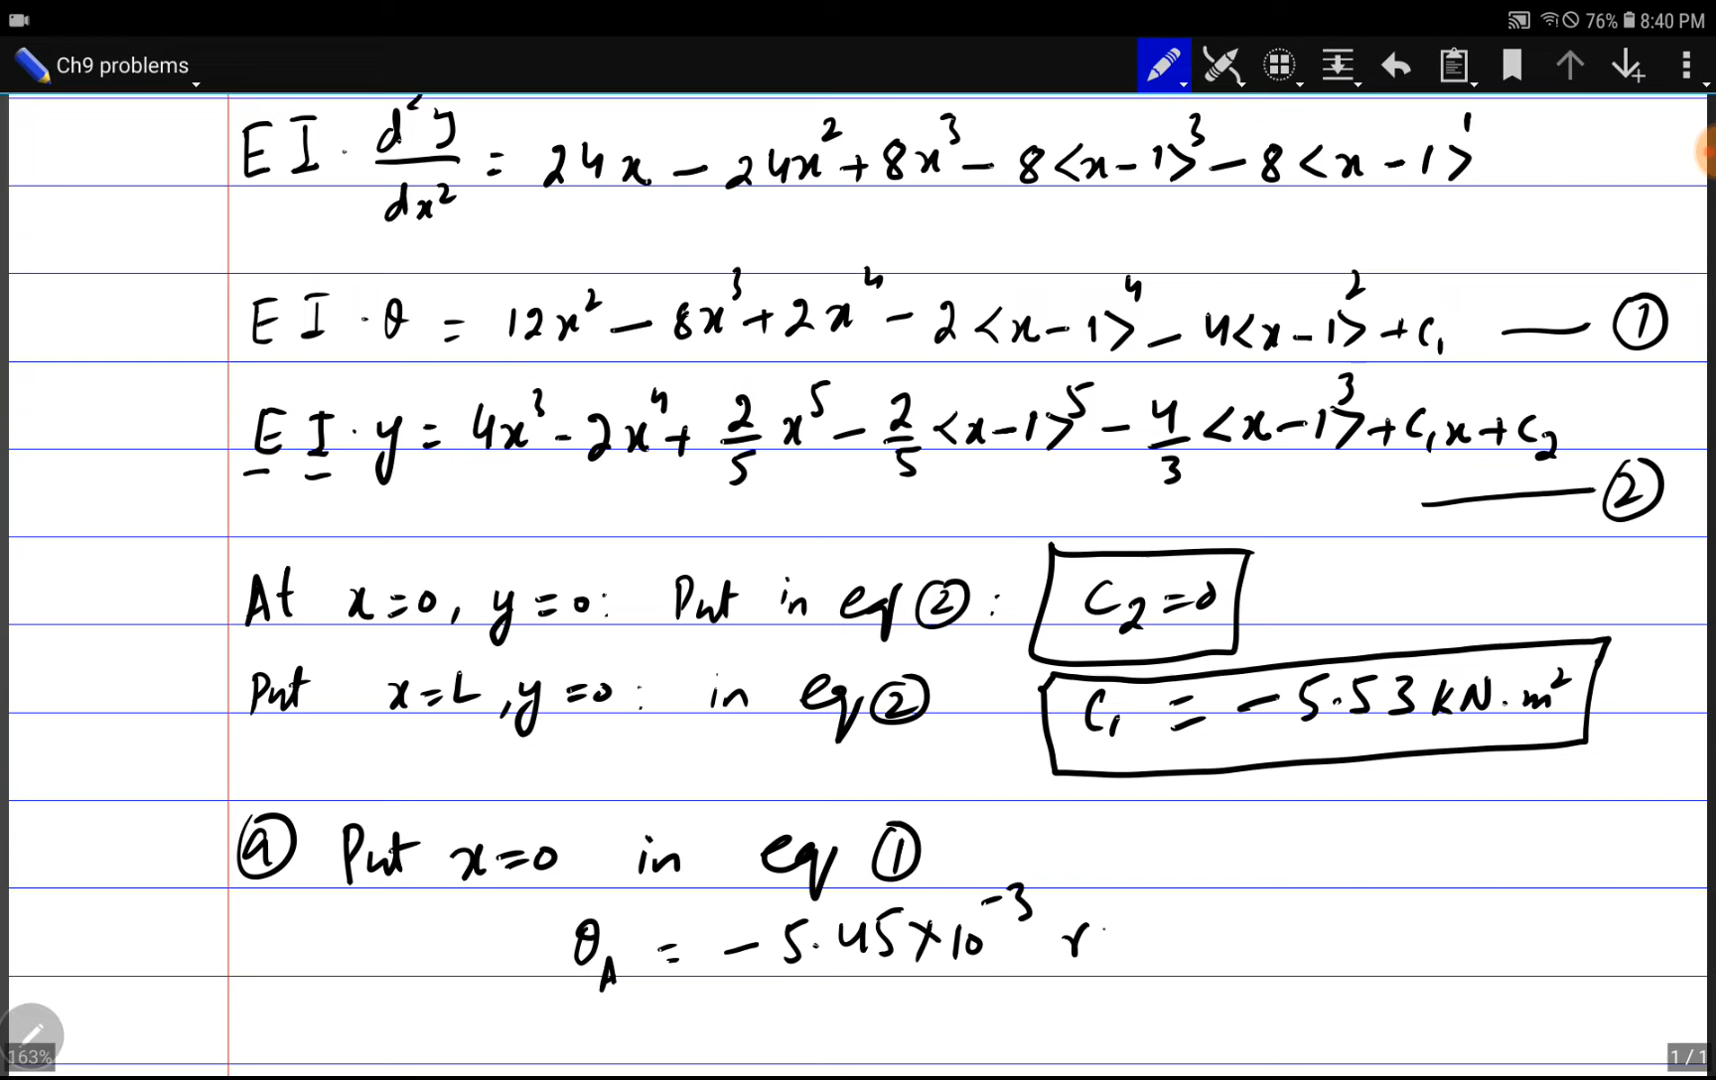 76% 8:40 PM
Ch9 problems
EI · d²y/dx² = 24x − 24x² + 8x³ − 8<x−1>³ − 8<x−1>¹
EI · θ = 12x² − 8x³ + 2x⁴ − 2<x−1>⁴ − 4<x−1>² + C₁ —— ①
EI · y = 4x³ − 2x⁴ + 2/5 x⁵ − 2/5 <x−1>⁵ − 4/3 <x−1>³ + C₁x + C₂
—— ②
At x=0, y=0: Put in eq ② : C₂=0
Put x=L, y=0: in eq ② C₁ = −5.53 kN.m²
ⓐ Put x=0 in eq ①
θ_A = −5.45×10⁻³ r
163%
1/1